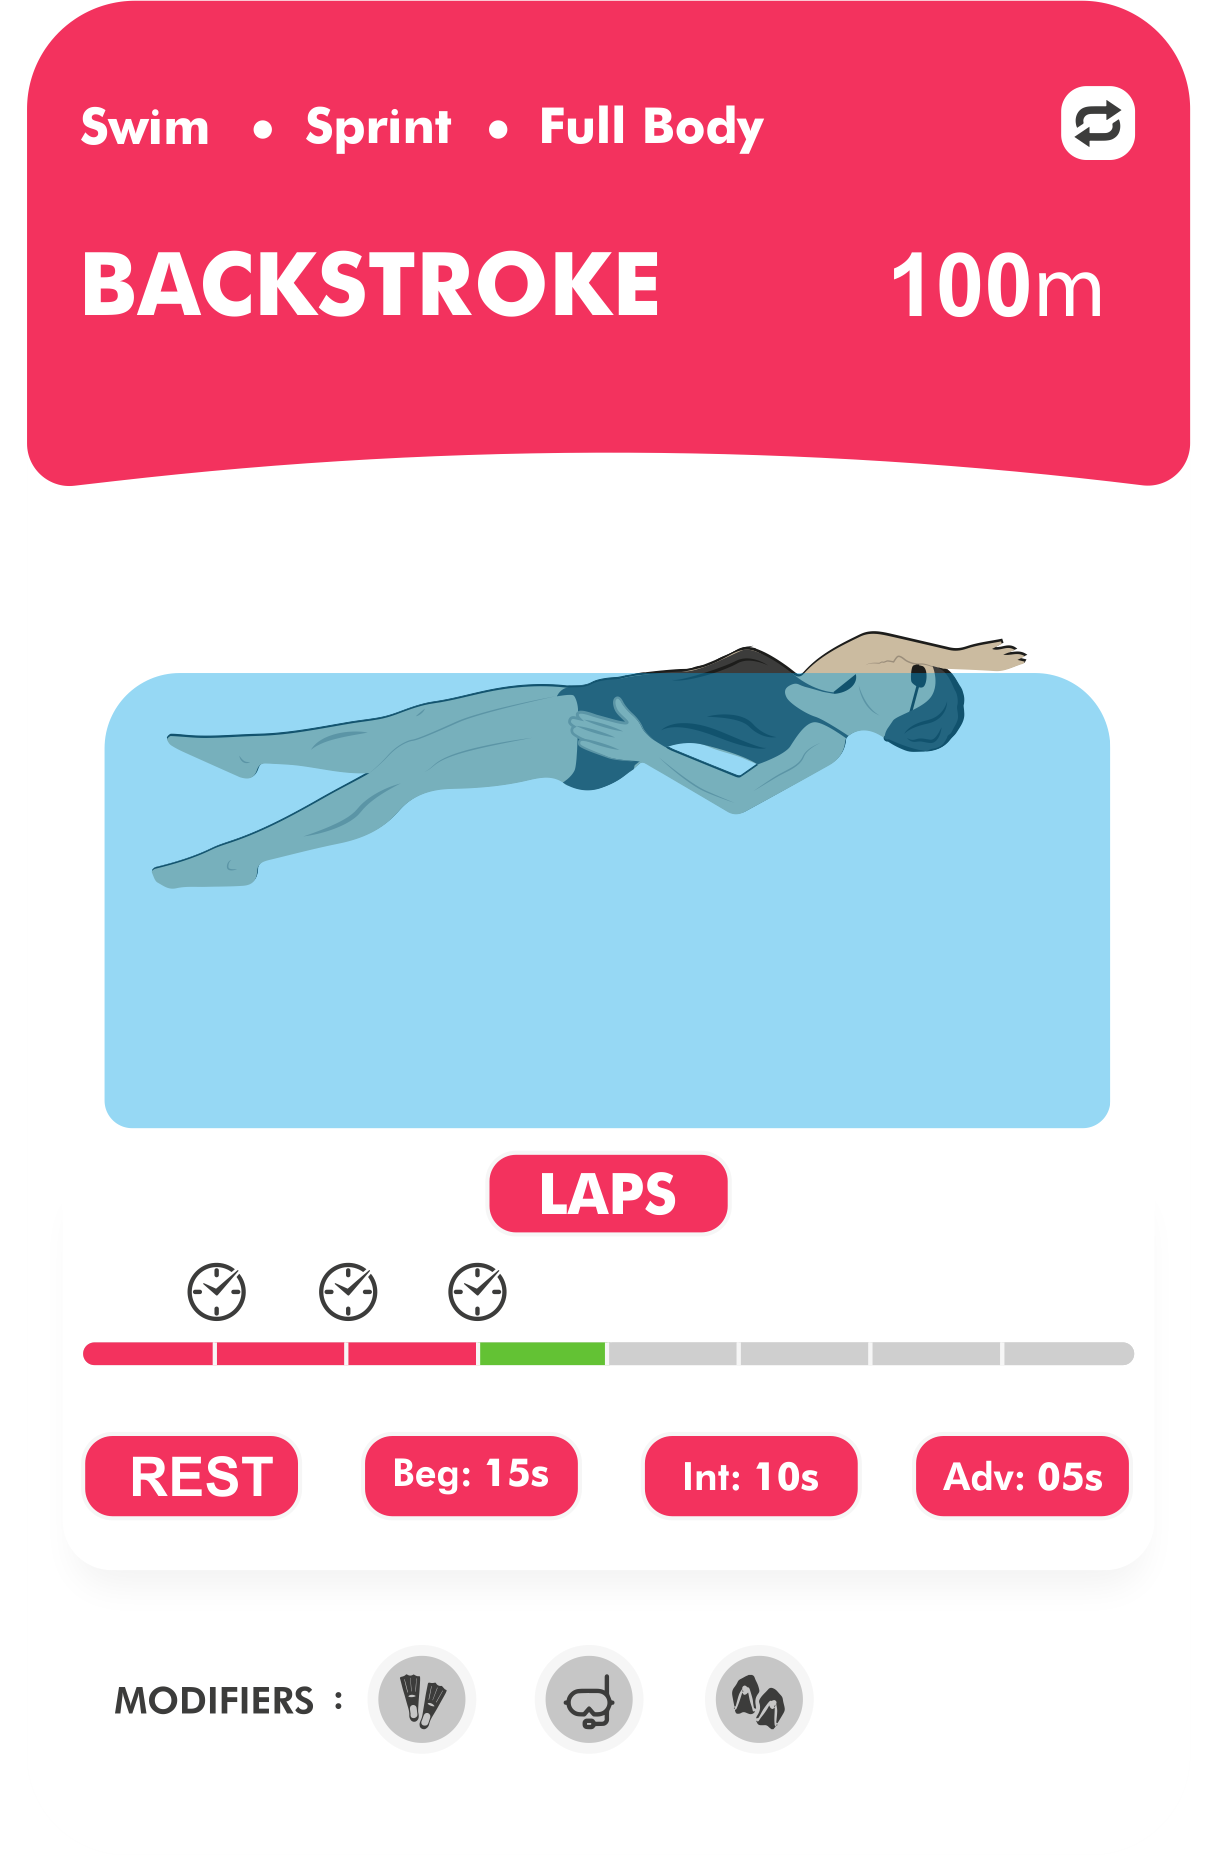 Swim • Sprint • Full Body
BACKSTROKE 100m
LAPS
REST Beg: 15s Int: 10s Adv: 05s
MODIFIERS :